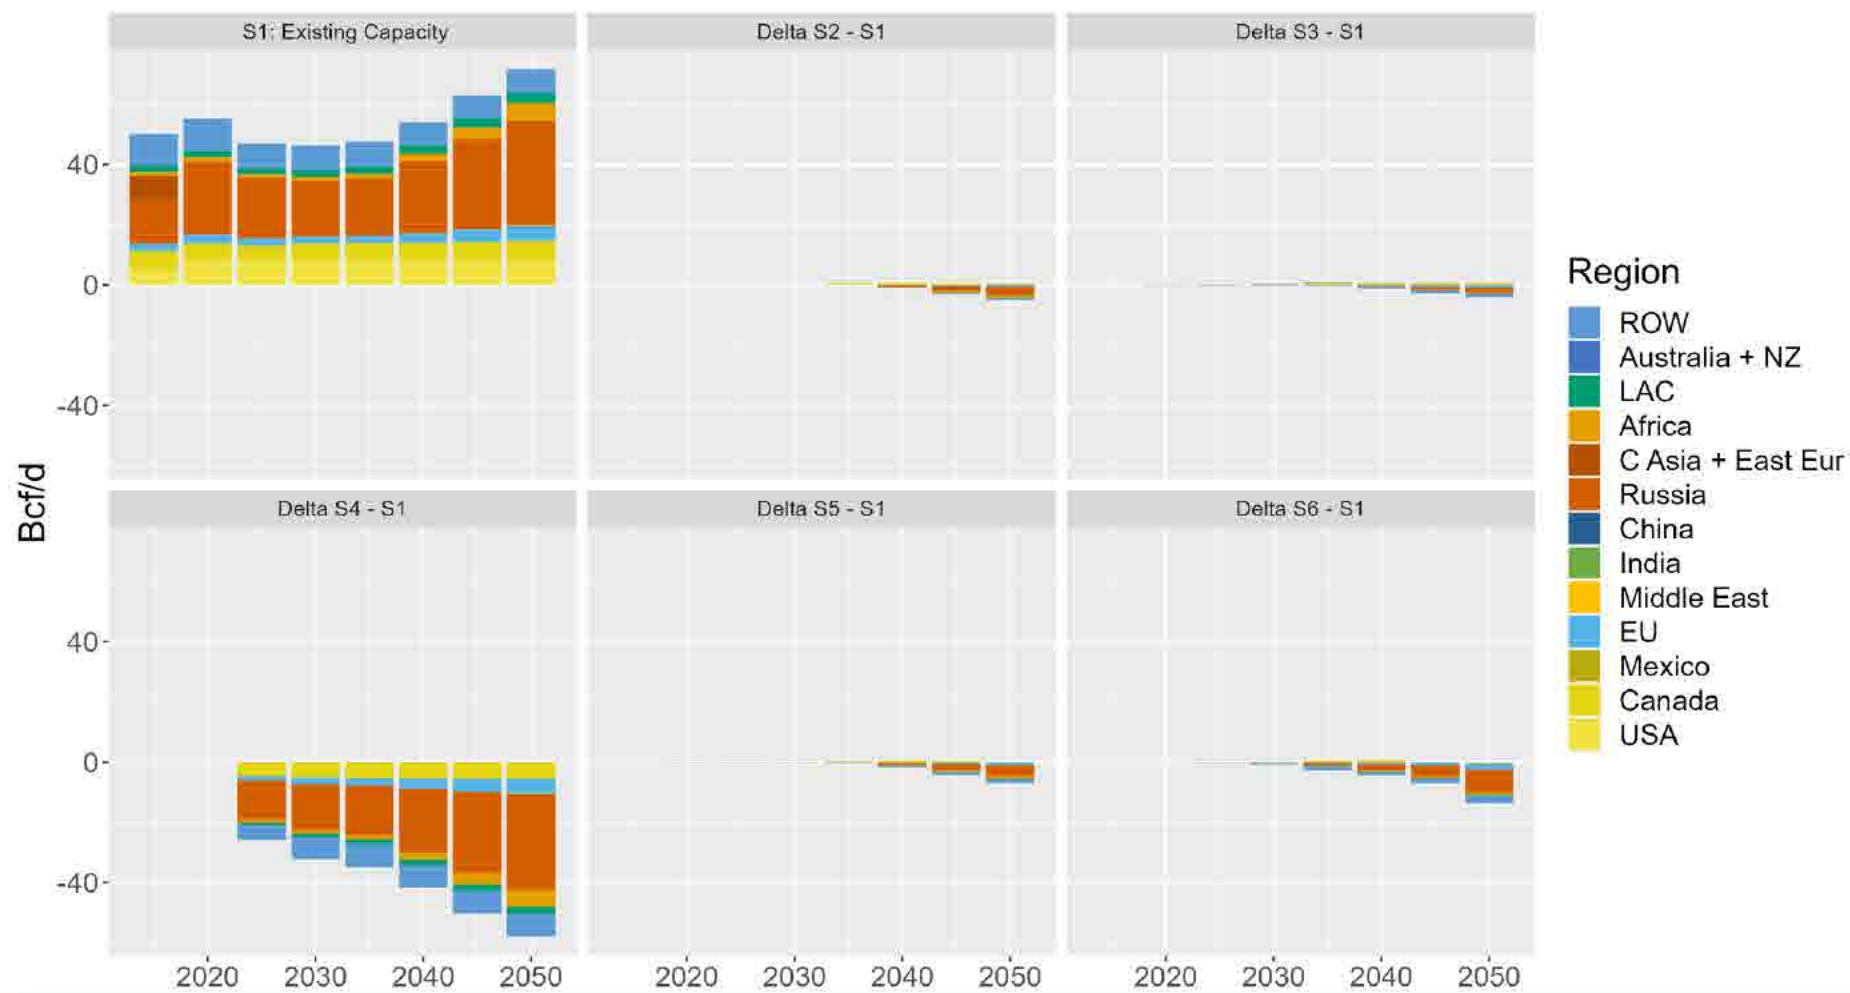 S1: Existing Capacity
Delta S2 - S1
Delta S3 - S1
40
0
-40
Bcf/d
Delta S4 - S1
Delta S5 - S1
Delta S6 - S1
40
0
-40
2020 2030 2040 2050
2020 2030 2040 2050
2020 2030 2040 2050
Region
ROW
Australia + NZ
LAC
Africa
C Asia + East Eur
Russia
China
India
Middle East
EU
Mexico
Canada
USA